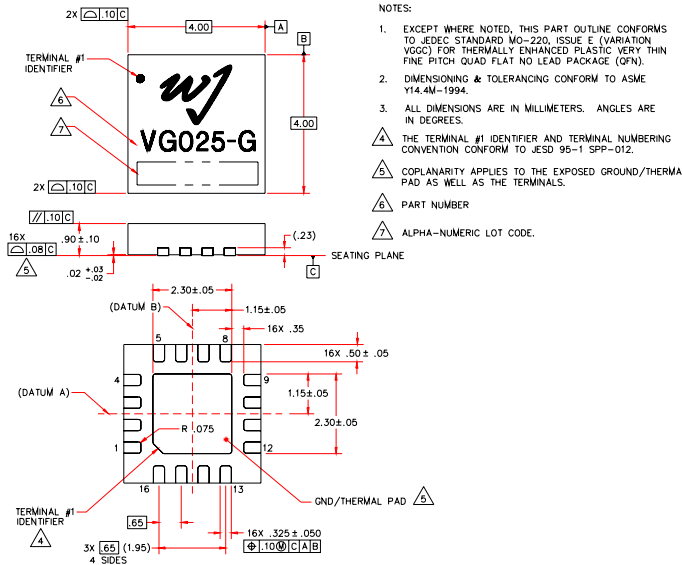 2X ⌓ .10 C
4.00
A
B
TERMINAL #1
IDENTIFIER
wj
6
VG025-G
4.00
7
2X ⌓ .10 C
// .10 C
16X
⌓ .08 C
5
.90±.10
(.23)
.02 +.03
-.02
SEATING PLANE
C
2.30±.05
(DATUM B)
1.15±.05
16X .35
5
8
16X .50± .05
4
9
(DATUM A)
1.15±.05
2.30±.05
R .075
1
12
16
13
TERMINAL #1
IDENTIFIER
4
GND/THERMAL PAD
5
.65
16X .325±.050
⌖ .10Ⓜ C A B
3X .65 (1.95)
4 SIDES
NOTES:
1. EXCEPT WHERE NOTED, THIS PART OUTLINE CONFORMS
TO JEDEC STANDARD MO-220, ISSUE E (VARIATION
VGGC) FOR THERMALLY ENHANCED PLASTIC VERY THIN
FINE PITCH QUAD FLAT NO LEAD PACKAGE (QFN).
2. DIMENSIONING & TOLERANCING CONFORM TO ASME
Y14.4M-1994.
3. ALL DIMENSIONS ARE IN MILLIMETERS. ANGLES ARE
IN DEGREES.
4 THE TERMINAL #1 IDENTIFIER AND TERMINAL NUMBERING
CONVENTION CONFORM TO JESD 95-1 SPP-012.
5 COPLANARITY APPLIES TO THE EXPOSED GROUND/THERMA
PAD AS WELL AS THE TERMINALS.
6 PART NUMBER
7 ALPHA-NUMERIC LOT CODE.